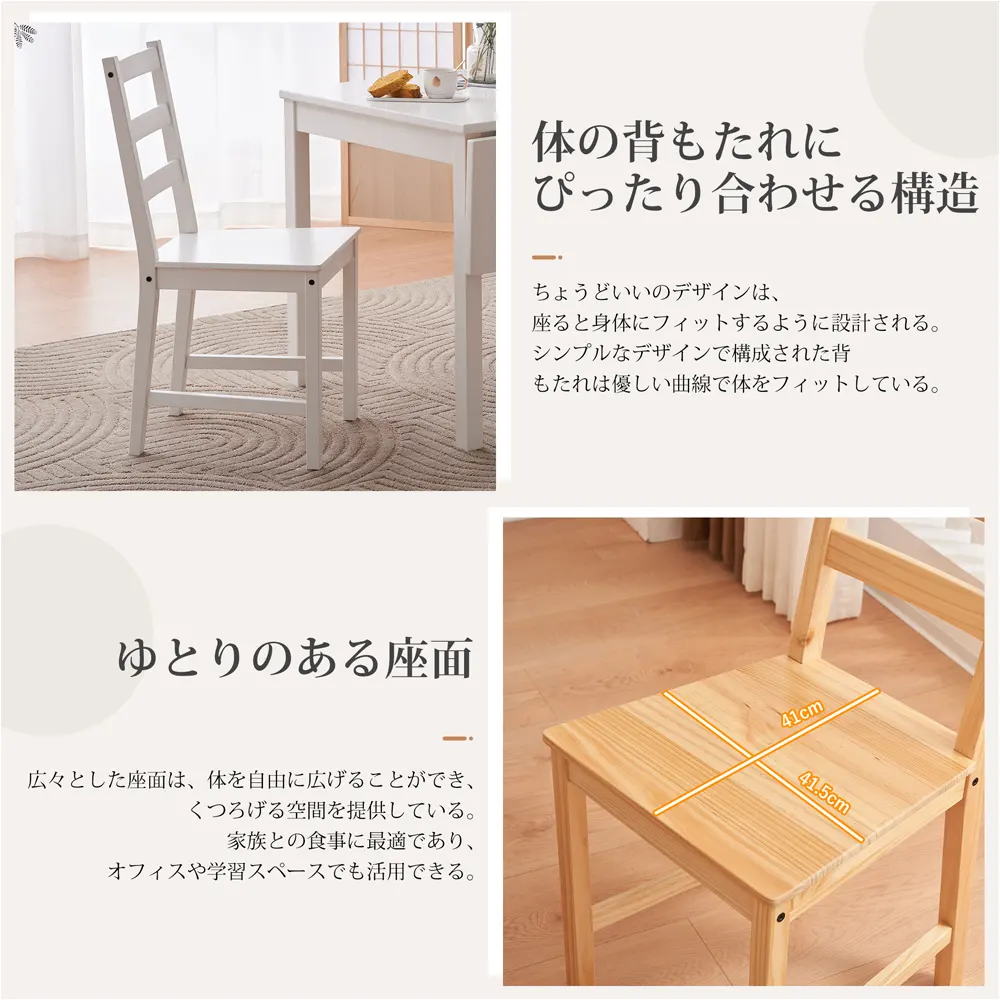 体の背もたれに
ぴったり合わせる構造
ちょうどいいのデザインは、
座ると身体にフィットするように設計される。
シンプルなデザインで構成された背
もたれは優しい曲線で体をフィットしている。
ゆとりのある座面
広々とした座面は、体を自由に広げることができ、
くつろげる空間を提供している。
家族との食事に最適であり、
オフィスや学習スペースでも活用できる。
41cm
41.5cm